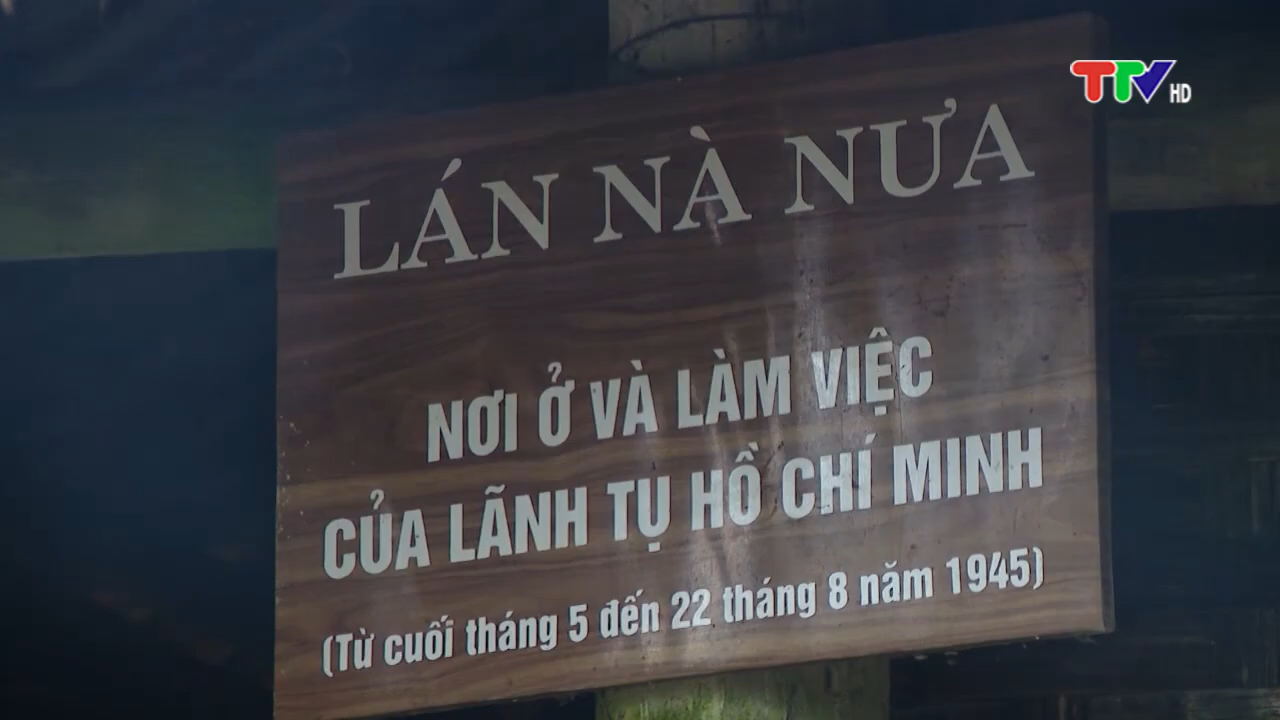 TTV HD
LÁN NÀ NƯA
NƠI Ở VÀ LÀM VIỆC
CỦA LÃNH TỤ HỒ CHÍ MINH
(Từ cuối tháng 5 đến 22 tháng 8 năm 1945)